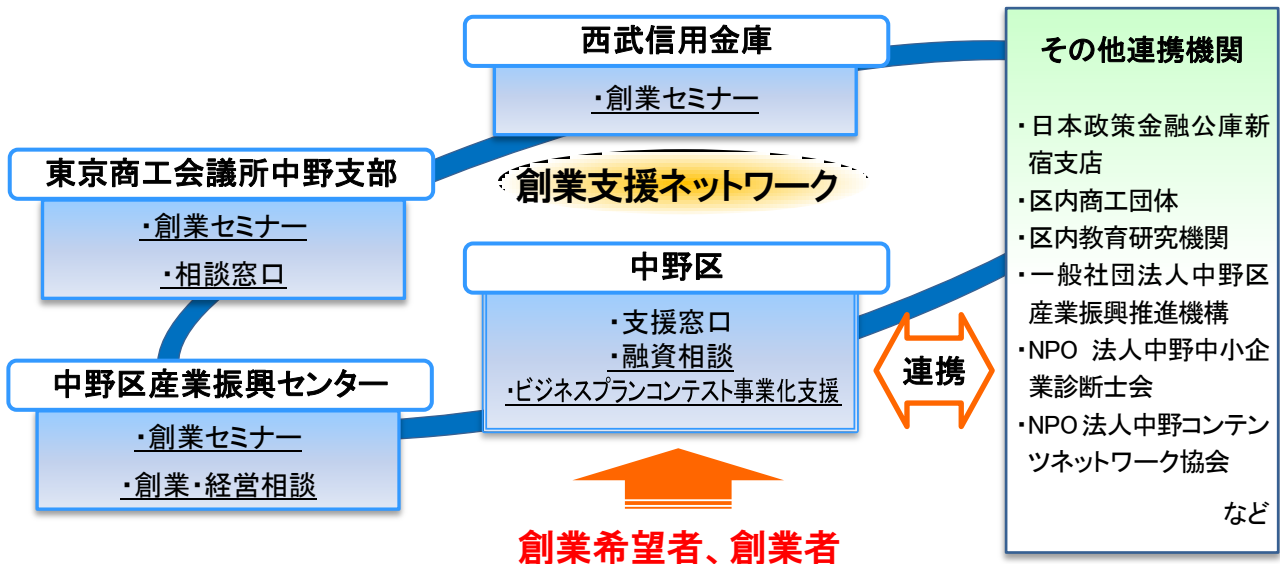 西武信用金庫
・創業セミナー
東京商工会議所中野支部
・創業セミナー
・相談窓口
創業支援ネットワーク
中野区
・支援窓口
・融資相談
・ビジネスプランコンテスト事業化支援
中野区産業振興センター
・創業セミナー
・創業・経営相談
連携
創業希望者、創業者
その他連携機関
・日本政策金融公庫新
宿支店
・区内商工団体
・区内教育研究機関
・一般社団法人中野区
産業振興推進機構
・NPO 法人中野中小企
業診断士会
・NPO 法人中野コンテン
ツネットワーク協会
など